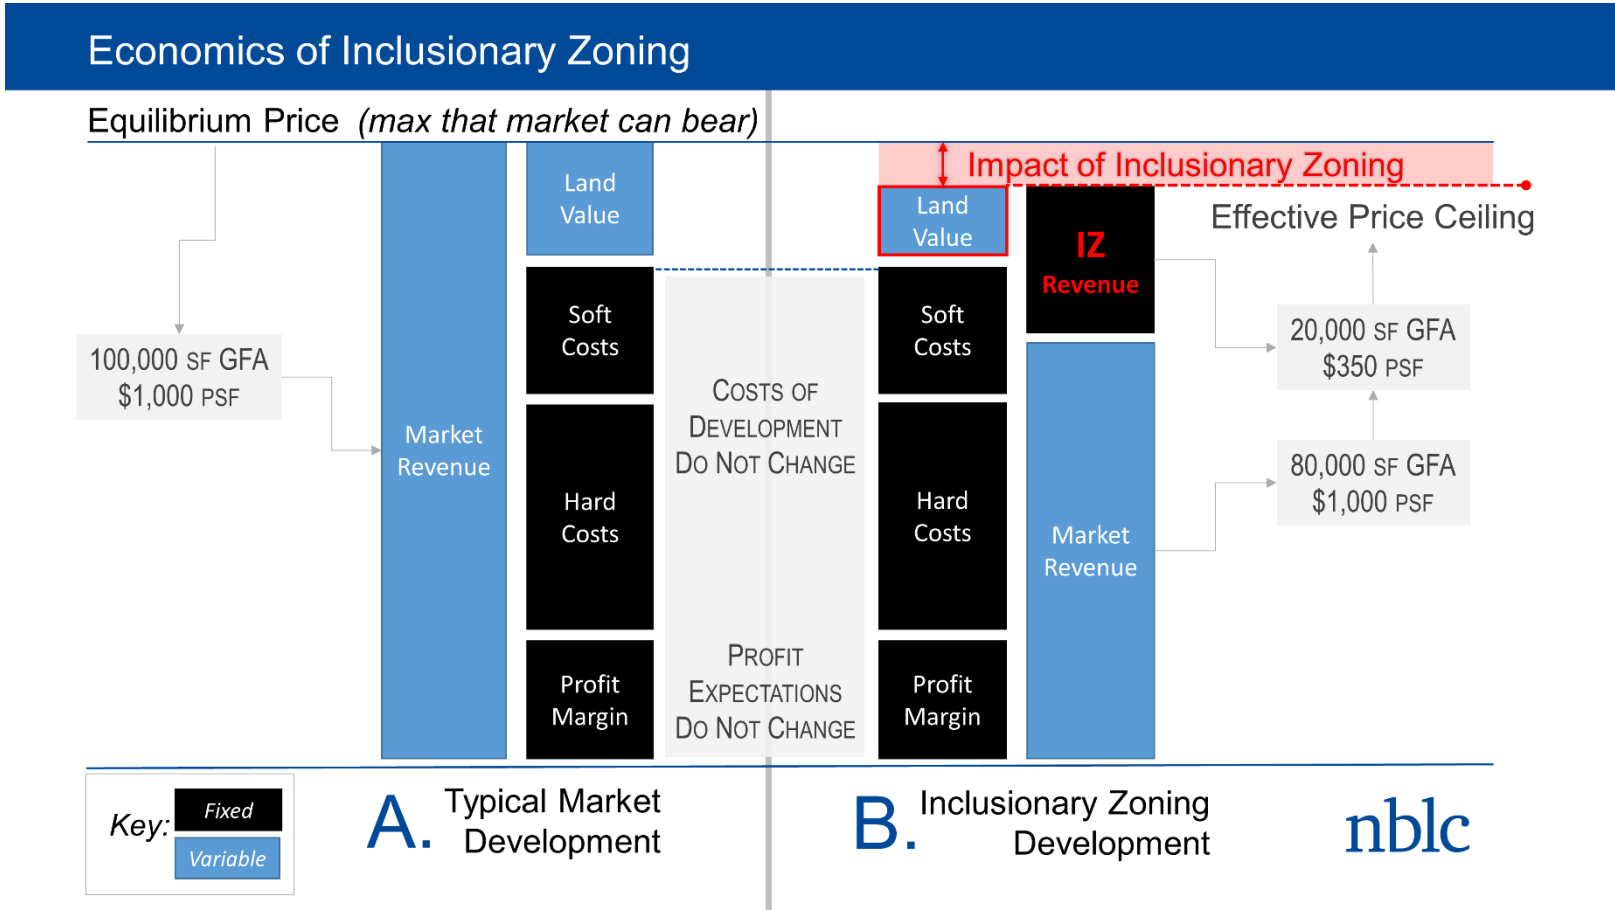 Economics of Inclusionary Zoning
Equilibrium Price (max that market can bear)
100,000 SF GFA
$1,000 PSF
Market
Revenue
Land
Value
Soft
Costs
Hard
Costs
Profit
Margin
COSTS OF
DEVELOPMENT
DO NOT CHANGE
PROFIT
EXPECTATIONS
DO NOT CHANGE
Impact of Inclusionary Zoning
Land
Value
Soft
Costs
Hard
Costs
Profit
Margin
IZ
Revenue
Market
Revenue
Effective Price Ceiling
20,000 SF GFA
$350 PSF
80,000 SF GFA
$1,000 PSF
Key:
Fixed
Variable
A. Typical Market
Development
B. Inclusionary Zoning
Development
nblc